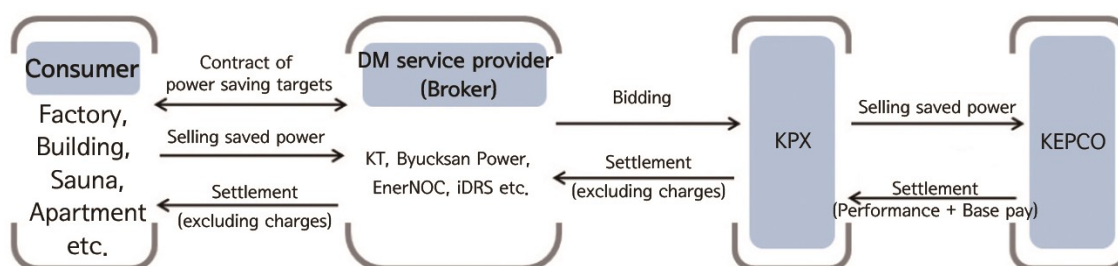 Consumer
Factory,
Building,
Sauna,
Apartment
etc.
Contract of
power saving targets
Selling saved power
Settlement
(excluding charges)
DM service provider
(Broker)
KT, Byucksan Power,
EnerNOC, iDRS etc.
Bidding
Settlement
(excluding charges)
KPX
Selling saved power
Settlement
(Performance + Base pay)
KEPCO